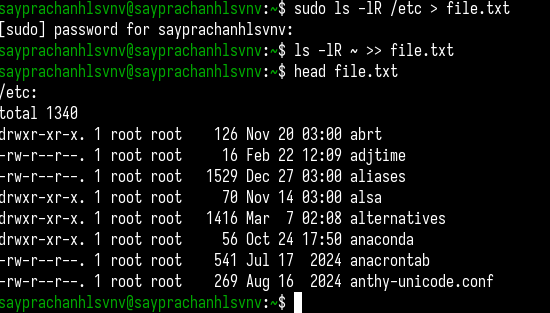 sayprachanhlsvnv@sayprachanhlsvnv:~$ sudo ls -lR /etc > file.txt
[sudo] password for sayprachanhlsvnv:
sayprachanhlsvnv@sayprachanhlsvnv:~$ ls -lR ~ >> file.txt
sayprachanhlsvnv@sayprachanhlsvnv:~$ head file.txt
/etc:
total 1340
drwxr-xr-x. 1 root root    126 Nov 20 03:00 abrt
-rw-r--r--. 1 root root     16 Feb 22 12:09 adjtime
-rw-r--r--. 1 root root   1529 Dec 27 03:00 aliases
drwxr-xr-x. 1 root root     70 Nov 14 03:00 alsa
drwxr-xr-x. 1 root root   1416 Mar  7 02:08 alternatives
drwxr-xr-x. 1 root root     56 Oct 24 17:50 anaconda
-rw-r--r--. 1 root root    541 Jul 17  2024 anacrontab
-rw-r--r--. 1 root root    269 Aug 16  2024 anthy-unicode.conf
sayprachanhlsvnv@sayprachanhlsvnv:~$